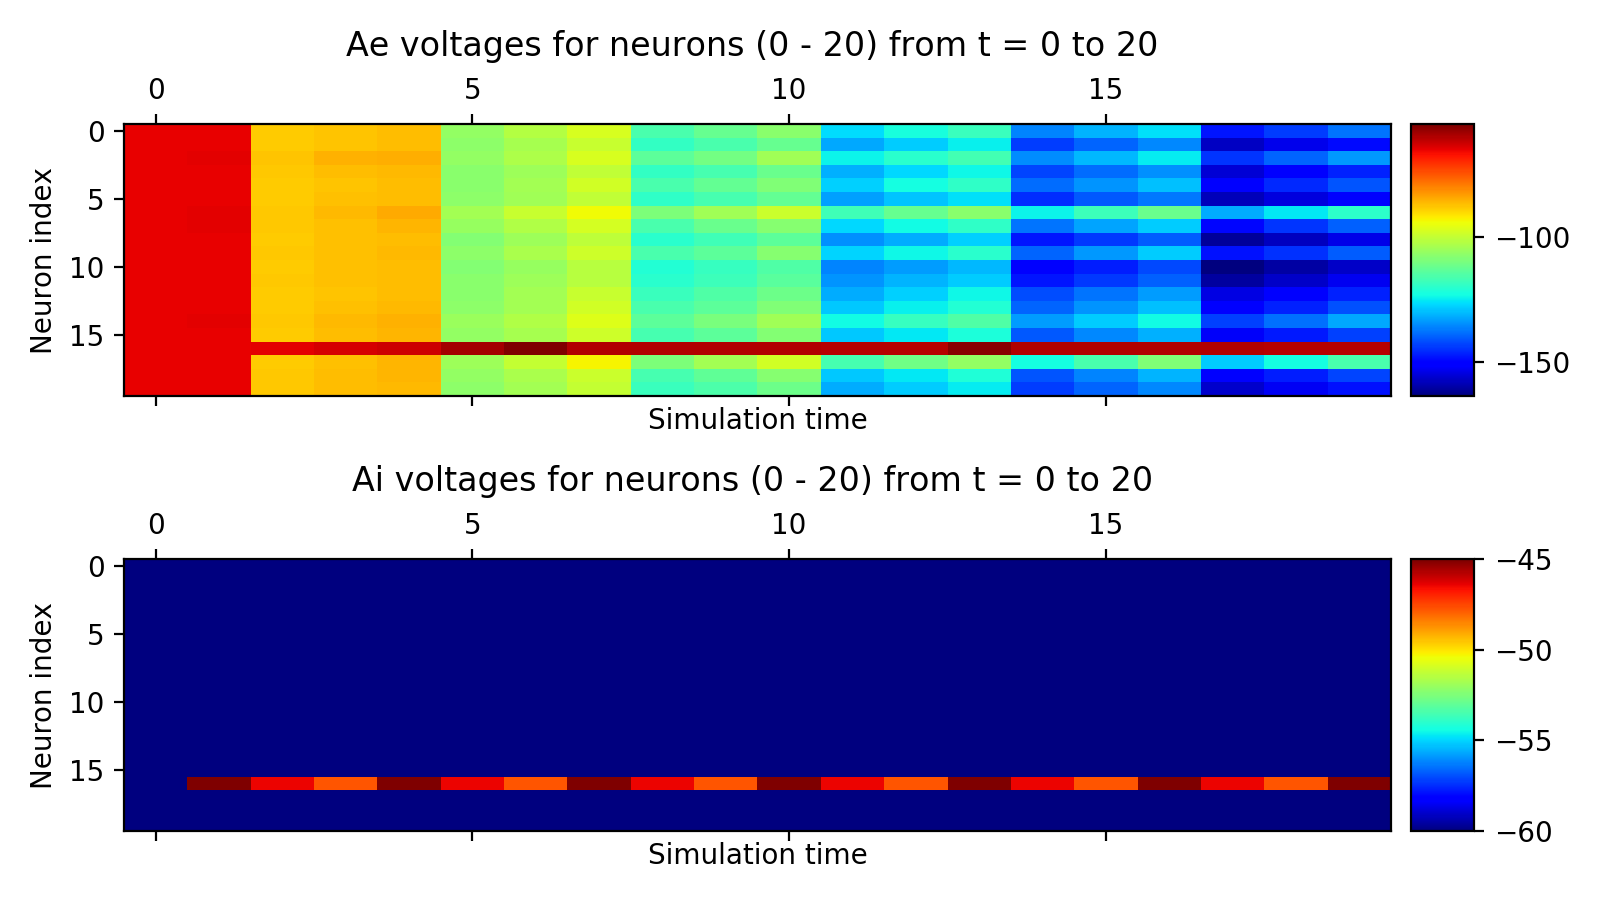 Ae voltages for neurons (0 - 20) from t = 0 to 20
0 5 10 15
Neuron index
0
5
10
15
−100
−150
Simulation time
Ai voltages for neurons (0 - 20) from t = 0 to 20
0 5 10 15
Neuron index
0
5
10
15
−45
−50
−55
−60
Simulation time